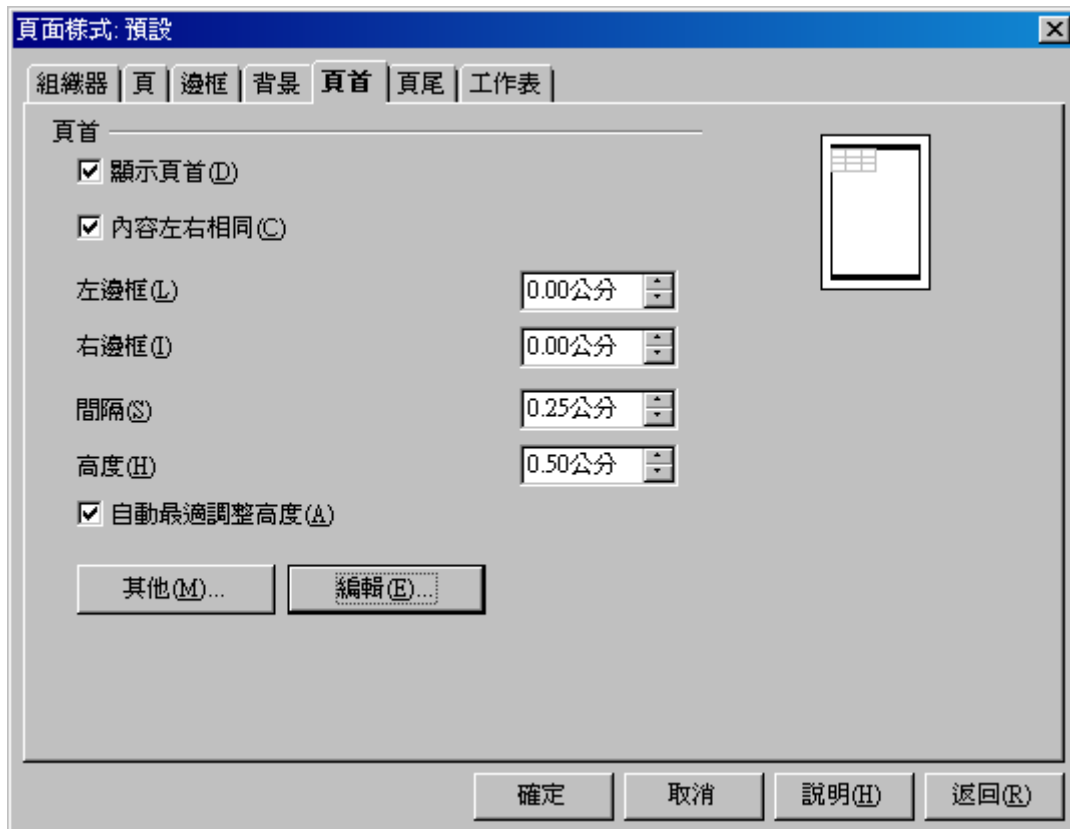 頁面樣式: 預設
組織器 頁 邊框 背景 頁首 頁尾 工作表
頁首
顯示頁首(D)
內容左右相同(C)
左邊框(L) 0.00公分
右邊框(I) 0.00公分
間隔(S) 0.25公分
高度(H) 0.50公分
自動最適調整高度(A)
其他(M)... 編輯(E)...
確定 取消 說明(H) 返回(R)